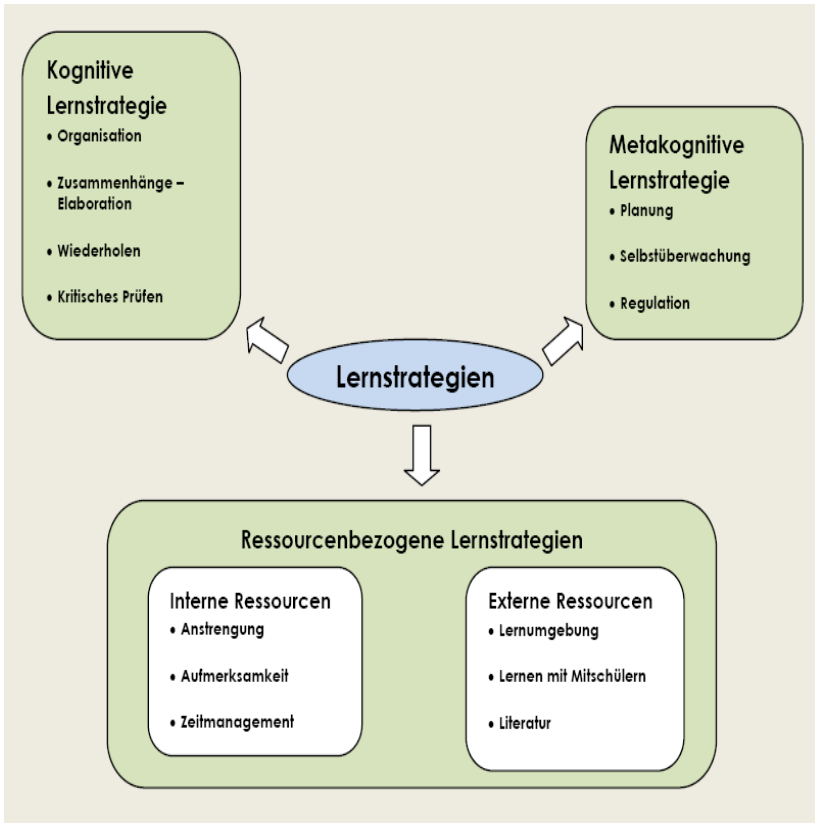 Kognitive
Lernstrategie
• Organisation
• Zusammenhänge –
Elaboration
• Wiederholen
• Kritisches Prüfen
Metakognitive
Lernstrategie
• Planung
• Selbstüberwachung
• Regulation
Lernstrategien
Ressourcenbezogene Lernstrategien
Interne Ressourcen
• Anstrengung
• Aufmerksamkeit
• Zeitmanagement
Externe Ressourcen
• Lernumgebung
• Lernen mit Mitschülern
• Literatur